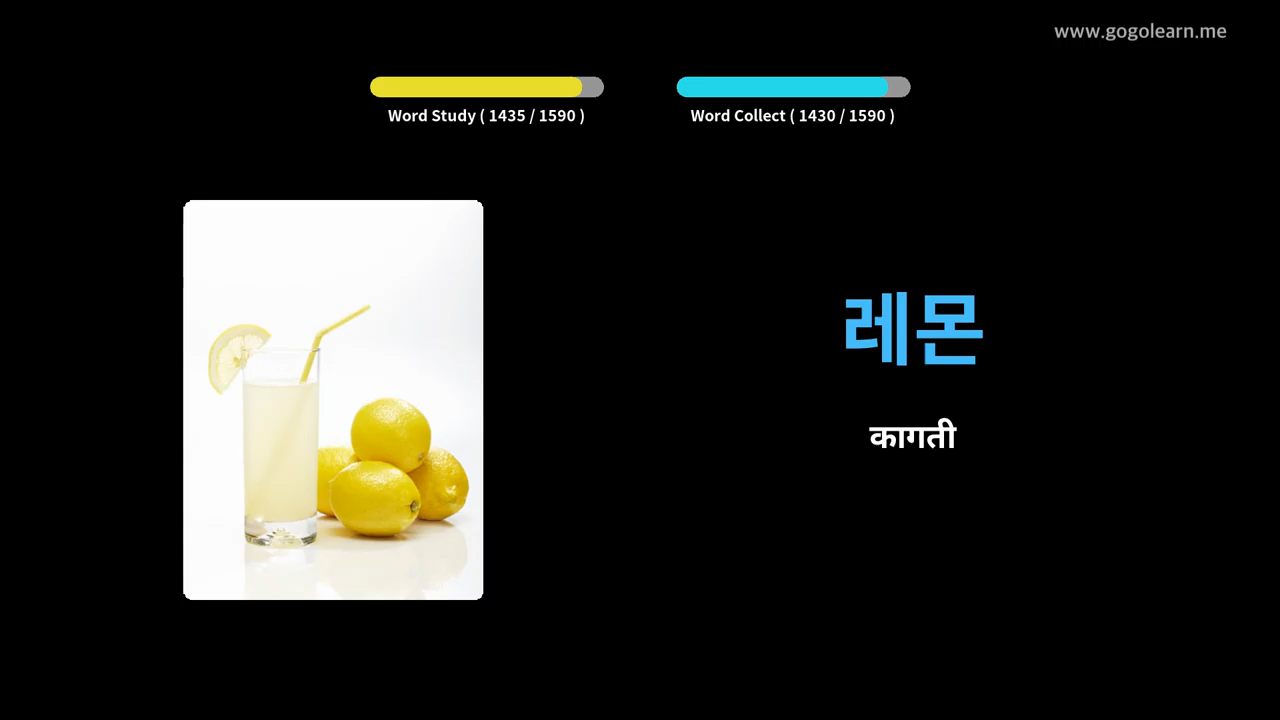 www.gogolearn.me
Word Study ( 1435 / 1590 )
Word Collect ( 1430 / 1590 )
레몬
कागती